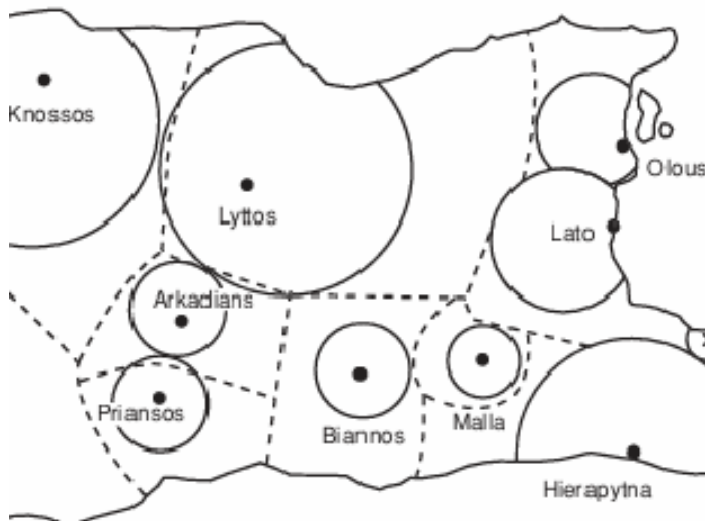 Knossos
Olous
Lyttos
Lato
Arkadians
Priansos
Biannos
Malla
Hierapytna